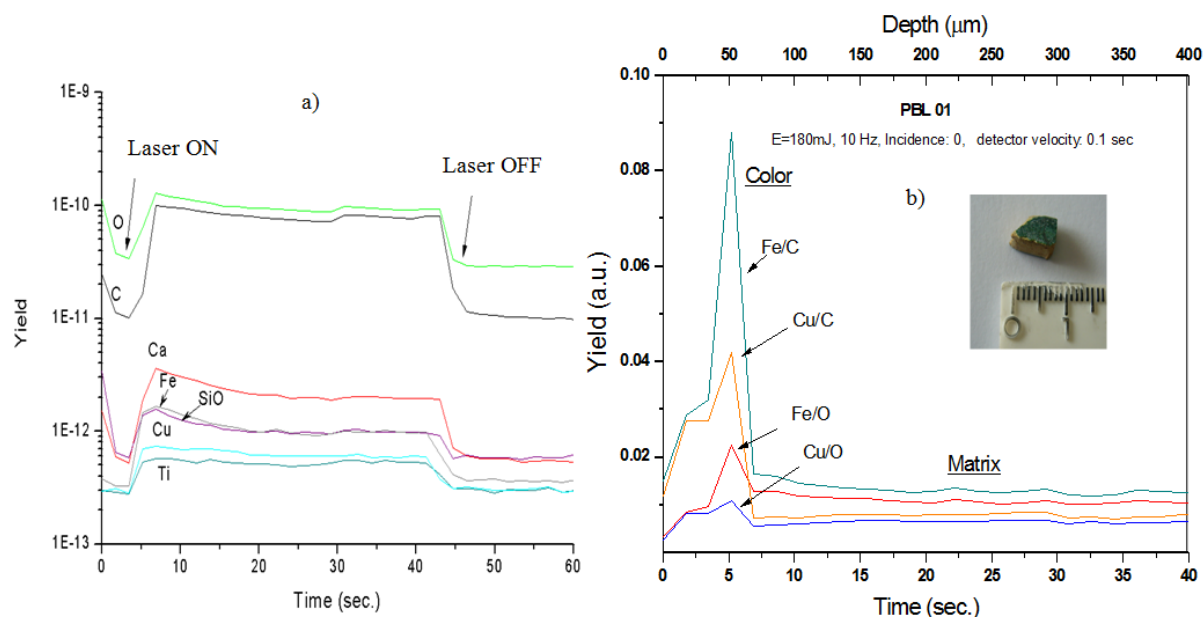 a)
Laser ON
Laser OFF
1E-9
1E-10
1E-11
1E-12
1E-13
Yield
O
C
Ca
Fe
SiO
Cu
Ti
0 10 20 30 40 50 60
Time (sec.)
Depth (μm)
0 50 100 150 200 250 300 350 400
0.10
0.08
0.06
0.04
0.02
Yield (a.u.)
PBL 01
E=180mJ, 10 Hz, Incidence: 0, detector velocity: 0.1 sec
Color
b)
Fe/C
Cu/C
Fe/O
Cu/O
Matrix
0 1
0 5 10 15 20 25 30 35 40
Time (sec.)